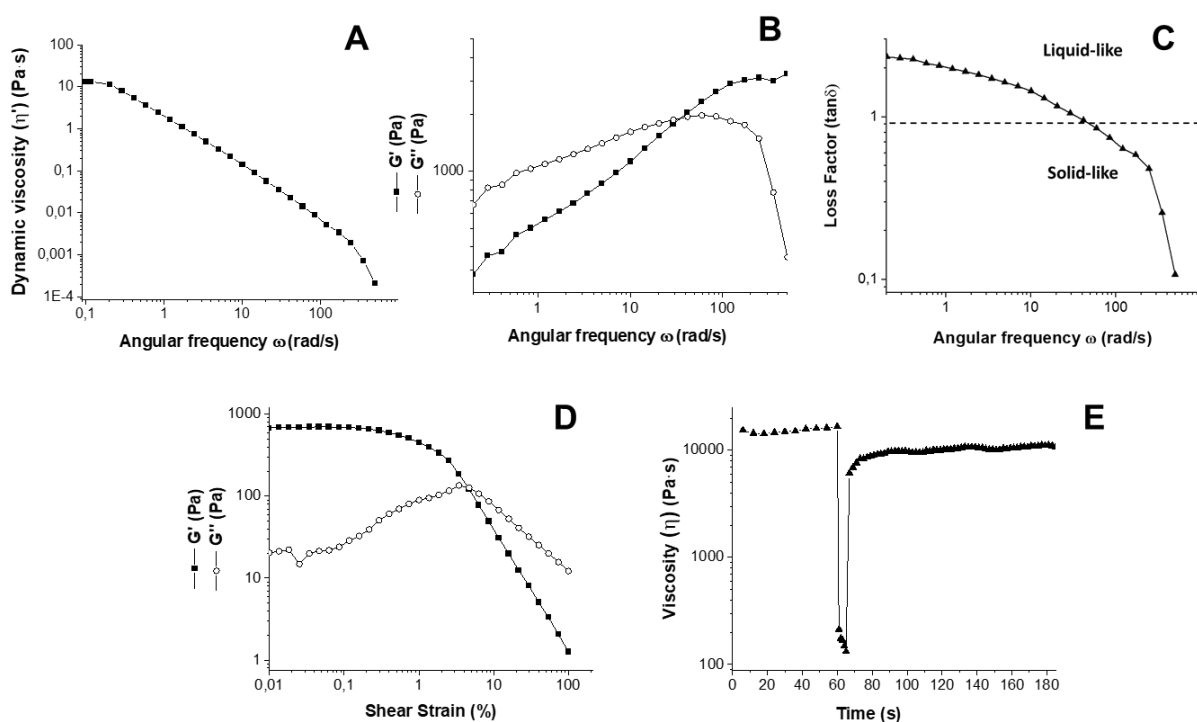 A
Dynamic viscosity (η') (Pa·s)
100
10
1
0,1
0,01
0,001
1E-4
0,1
1
10
100
Angular frequency ω (rad/s)
B
G' (Pa)
G'' (Pa)
1000
1
10
100
Angular frequency ω (rad/s)
C
Liquid-like
Solid-like
Loss Factor (tanδ)
1
0,1
1
10
100
Angular frequency ω (rad/s)
D
G' (Pa)
G'' (Pa)
1000
100
10
1
0,01
0,1
1
10
100
Shear Strain (%)
E
Viscosity (η) (Pa·s)
10000
1000
100
0 20 40 60 80 100 120 140 160 180
Time (s)